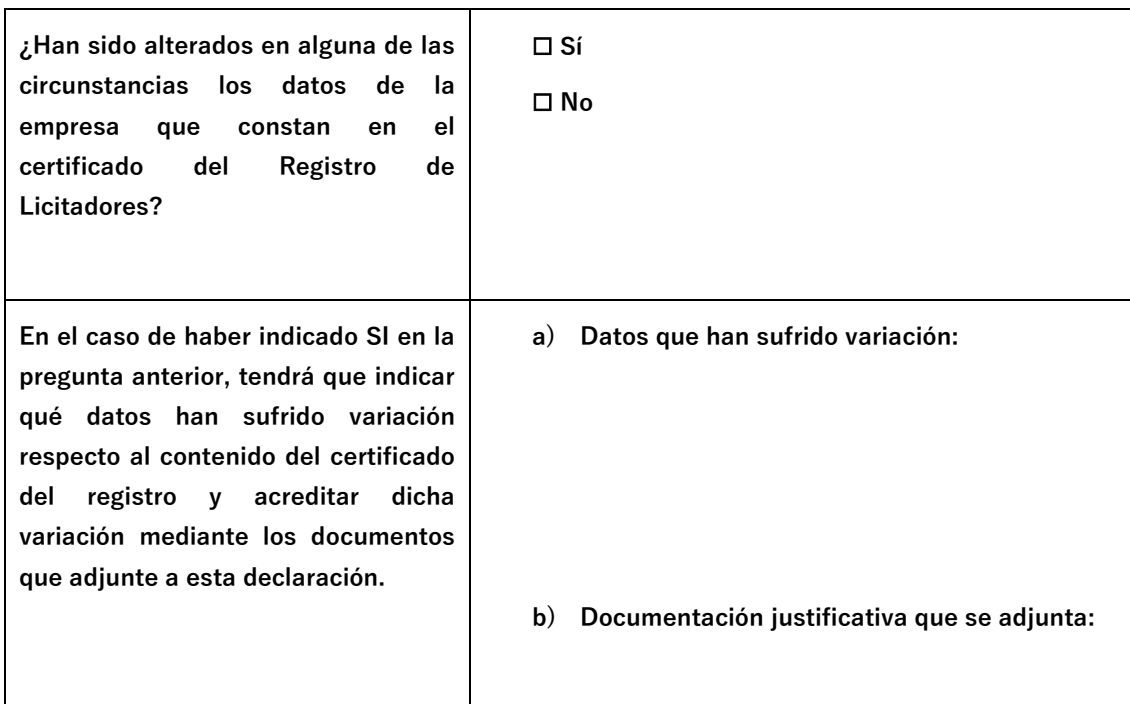 ¿Han sido alterados en alguna de las
circunstancias los datos de la
empresa que constan en el
certificado del Registro de
Licitadores?
☐ Sí
☐ No
En el caso de haber indicado SI en la
pregunta anterior, tendrá que indicar
qué datos han sufrido variación
respecto al contenido del certificado
del registro y acreditar dicha
variación mediante los documentos
que adjunte a esta declaración.
a) Datos que han sufrido variación:
b) Documentación justificativa que se adjunta: